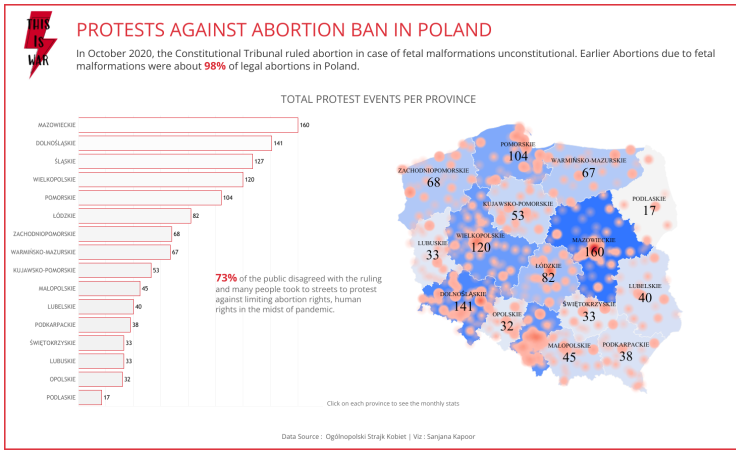 THIS
IS
WAR
PROTESTS AGAINST ABORTION BAN IN POLAND
In October 2020, the Constitutional Tribunal ruled abortion in case of fetal malformations unconstitutional. Earlier Abortions due to fetal
malformations were about 98% of legal abortions in Poland.
TOTAL PROTEST EVENTS PER PROVINCE
MAZOWIECKIE 160
DOLNOŚLĄSKIE 141
ŚLĄSKIE 127
WIELKOPOLSKIE 120
POMORSKIE 104
ŁÓDZKIE 82
ZACHODNIOPOMORSKIE 68
WARMIŃSKO-MAZURSKIE 67
KUJAWSKO-POMORSKIE 53
MAŁOPOLSKIE 45
LUBELSKIE 40
PODKARPACKIE 38
ŚWIĘTOKRZYSKIE 33
LUBUSKIE 33
OPOLSKIE 32
PODLASKIE 17
73% of the public disagreed with the ruling
and many people took to streets to protest
against limiting abortion rights, human
rights in the midst of pandemic.
POMORSKIE
104
WARMIŃSKO-MAZURSKIE
67
ZACHODNIOPOMORSKIE
68
PODLASKIE
17
KUJAWSKO-POMORSKIE
53
WIELKOPOLSKIE
120
MAZOWIECKIE
160
LUBUSKIE
33
ŁÓDZKIE
82
LUBELSKIE
40
DOLNOŚLĄSKIE
141
ŚWIĘTOKRZYSKIE
33
OPOLSKIE
32
MAŁOPOLSKIE
45
PODKARPACKIE
38
Click on each province to see the monthly stats
Data Source : Ogólnopolski Strajk Kobiet | Viz : Sanjana Kapoor